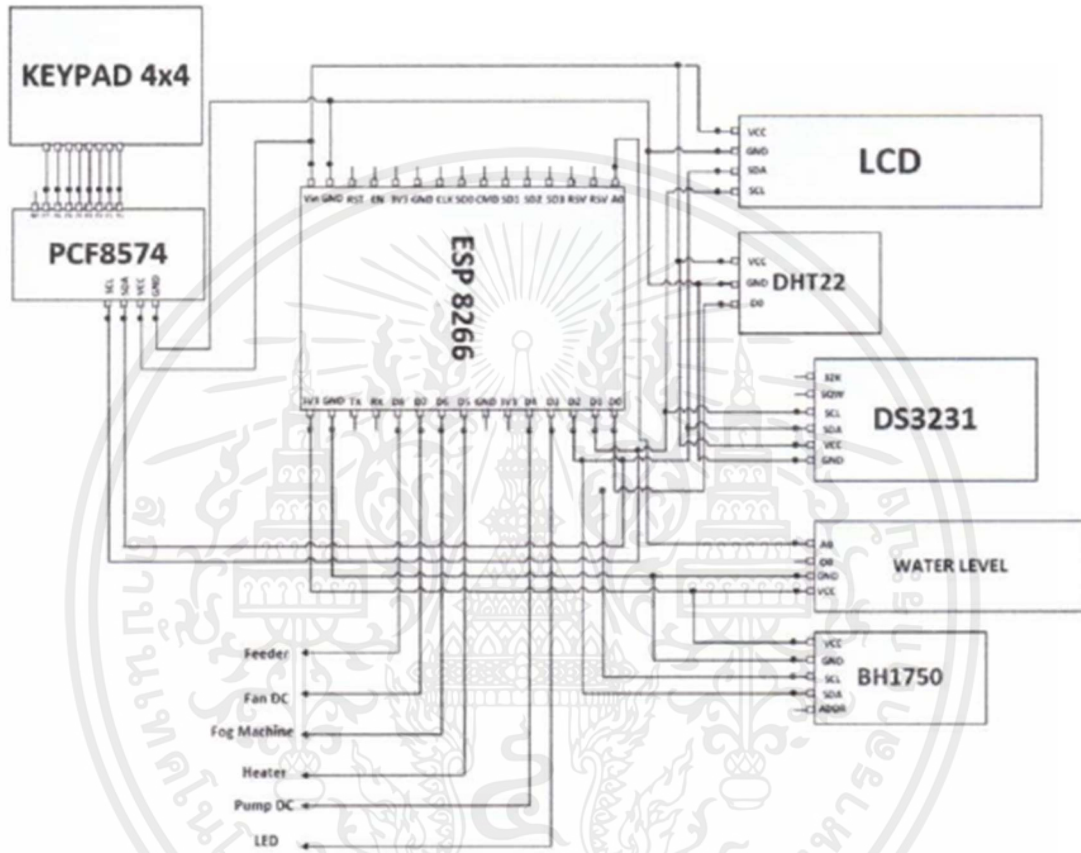 KEYPAD 4x4
PCF8574
SCL SDA VCC GND
Vin GND RST EN 3V3 GND CLK SD0 CMD SD1 SD2 SD3 RSV RSV A0
ESP 8266
3V3 GND TX RX D8 D7 D6 D5 GND 3V3 D4 D3 D2 D1 D0
VCC
GND
SDA
SCL
LCD
VCC
GND
D0
DHT22
32K
SQW
SCL
SDA
VCC
GND
DS3231
A0
D0
GND
VCC
WATER LEVEL
VCC
GND
SCL
SDA
ADDR
BH1750
Feeder
Fan DC
Fog Machine
Heater
Pump DC
LED